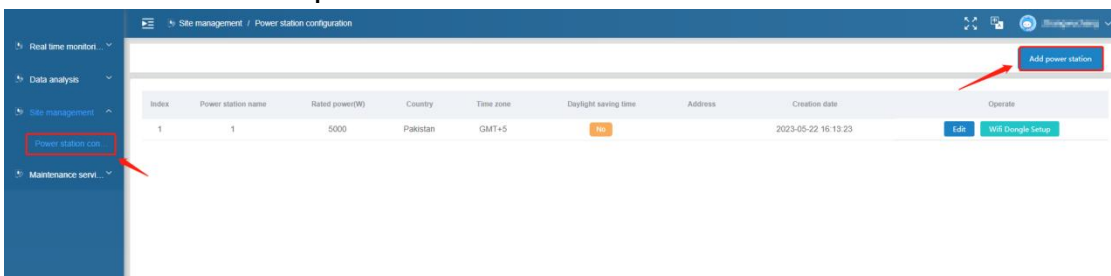 Site management / Power station configuration
Real time monitori...
Add power station
Data analysis
Index Power station name Rated power(W) Country Time zone Daylight saving time Address Creation date Operate
Site management
1 1 5000 Pakistan GMT+5 No 2023-05-22 16:13:23 Edit Wifi Dongle Setup
Power station con...
Maintenance servi...